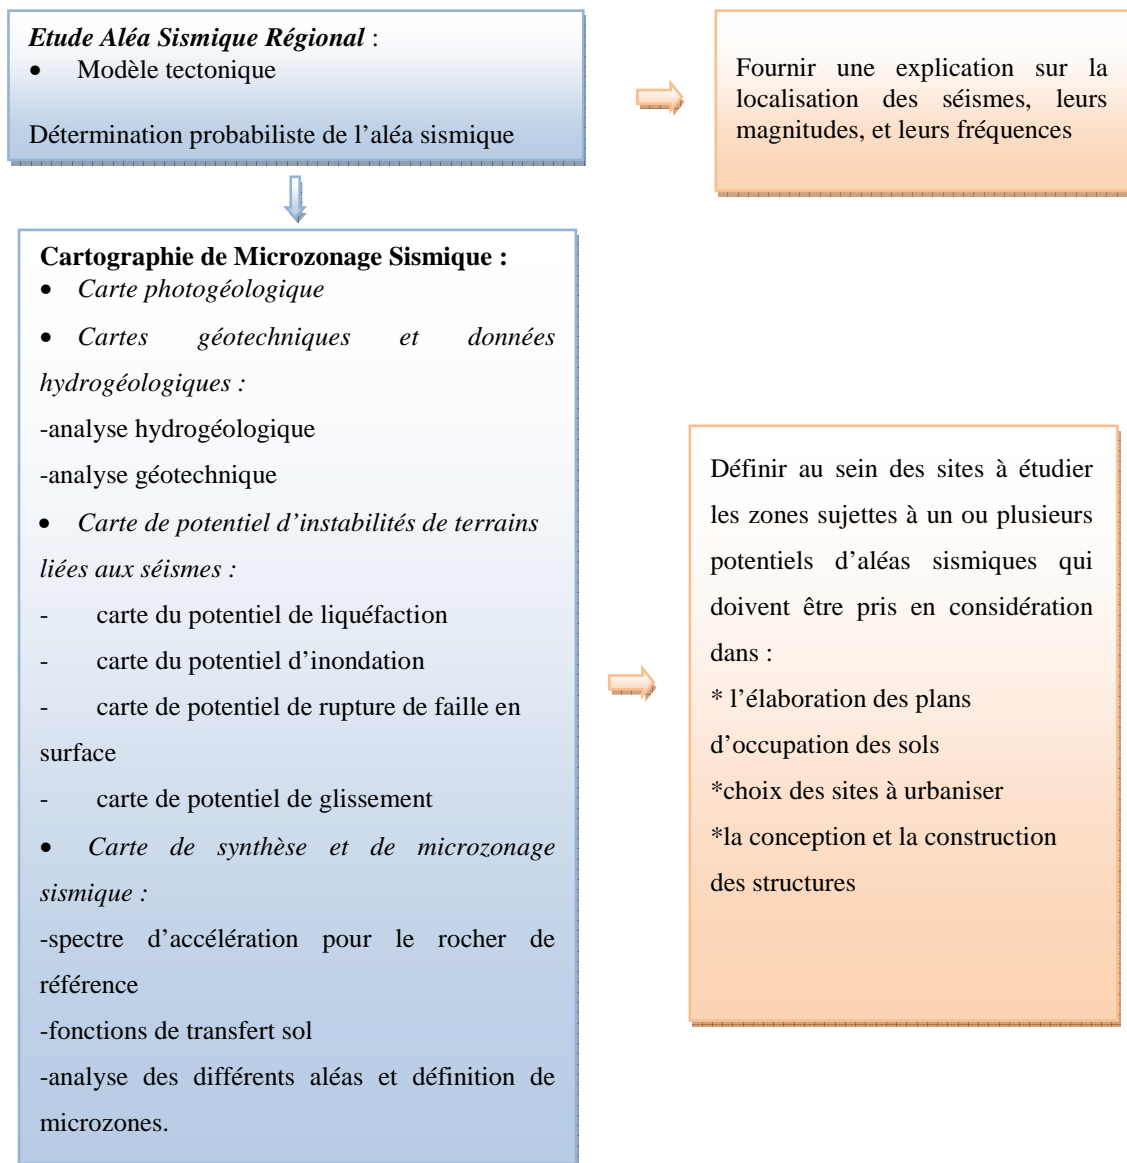 Etude Aléa Sismique Régional :
• Modèle tectonique
Détermination probabiliste de l’aléa sismique
Fournir une explication sur la
localisation des séismes, leurs
magnitudes, et leurs fréquences
Cartographie de Microzonage Sismique :
• Carte photogéologique
• Cartes géotechniques et données
hydrogéologiques :
-analyse hydrogéologique
-analyse géotechnique
• Carte de potentiel d’instabilités de terrains
liées aux séismes :
- carte du potentiel de liquéfaction
- carte du potentiel d’inondation
- carte de potentiel de rupture de faille en
surface
- carte de potentiel de glissement
• Carte de synthèse et de microzonage
sismique :
-spectre d’accélération pour le rocher de
référence
-fonctions de transfert sol
-analyse des différents aléas et définition de
microzones.
Définir au sein des sites à étudier
les zones sujettes à un ou plusieurs
potentiels d’aléas sismiques qui
doivent être pris en considération
dans :
* l’élaboration des plans
d’occupation des sols
*choix des sites à urbaniser
*la conception et la construction
des structures